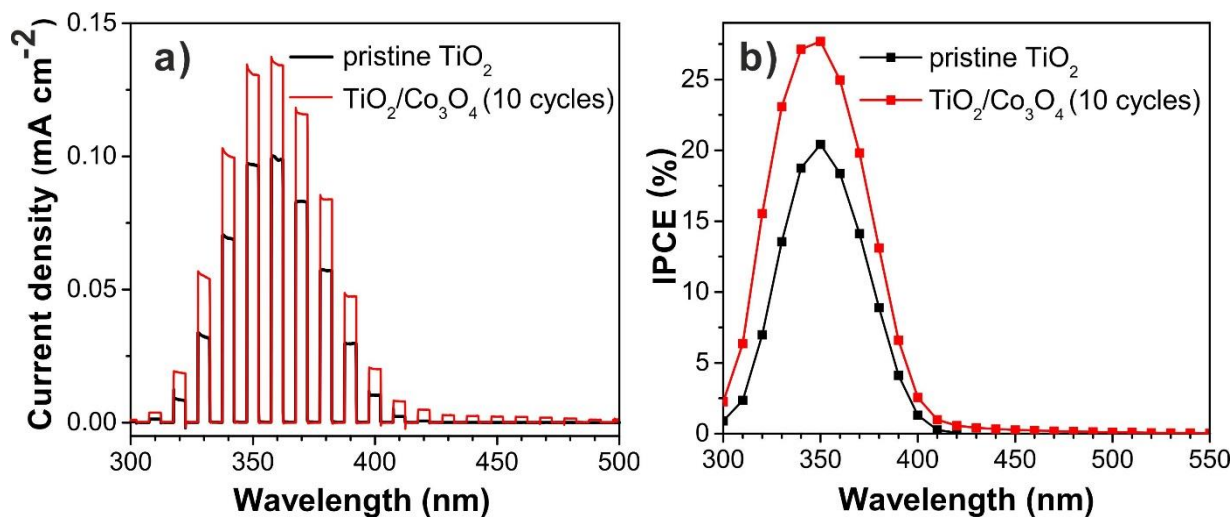 a)
pristine TiO₂
TiO₂/Co₃O₄ (10 cycles)
Current density (mA cm⁻²)
0.15
0.10
0.05
0.00
300 350 400 450 500
Wavelength (nm)
b)
pristine TiO₂
TiO₂/Co₃O₄ (10 cycles)
IPCE (%)
25
20
15
10
5
0
300 350 400 450 500 550
Wavelength (nm)